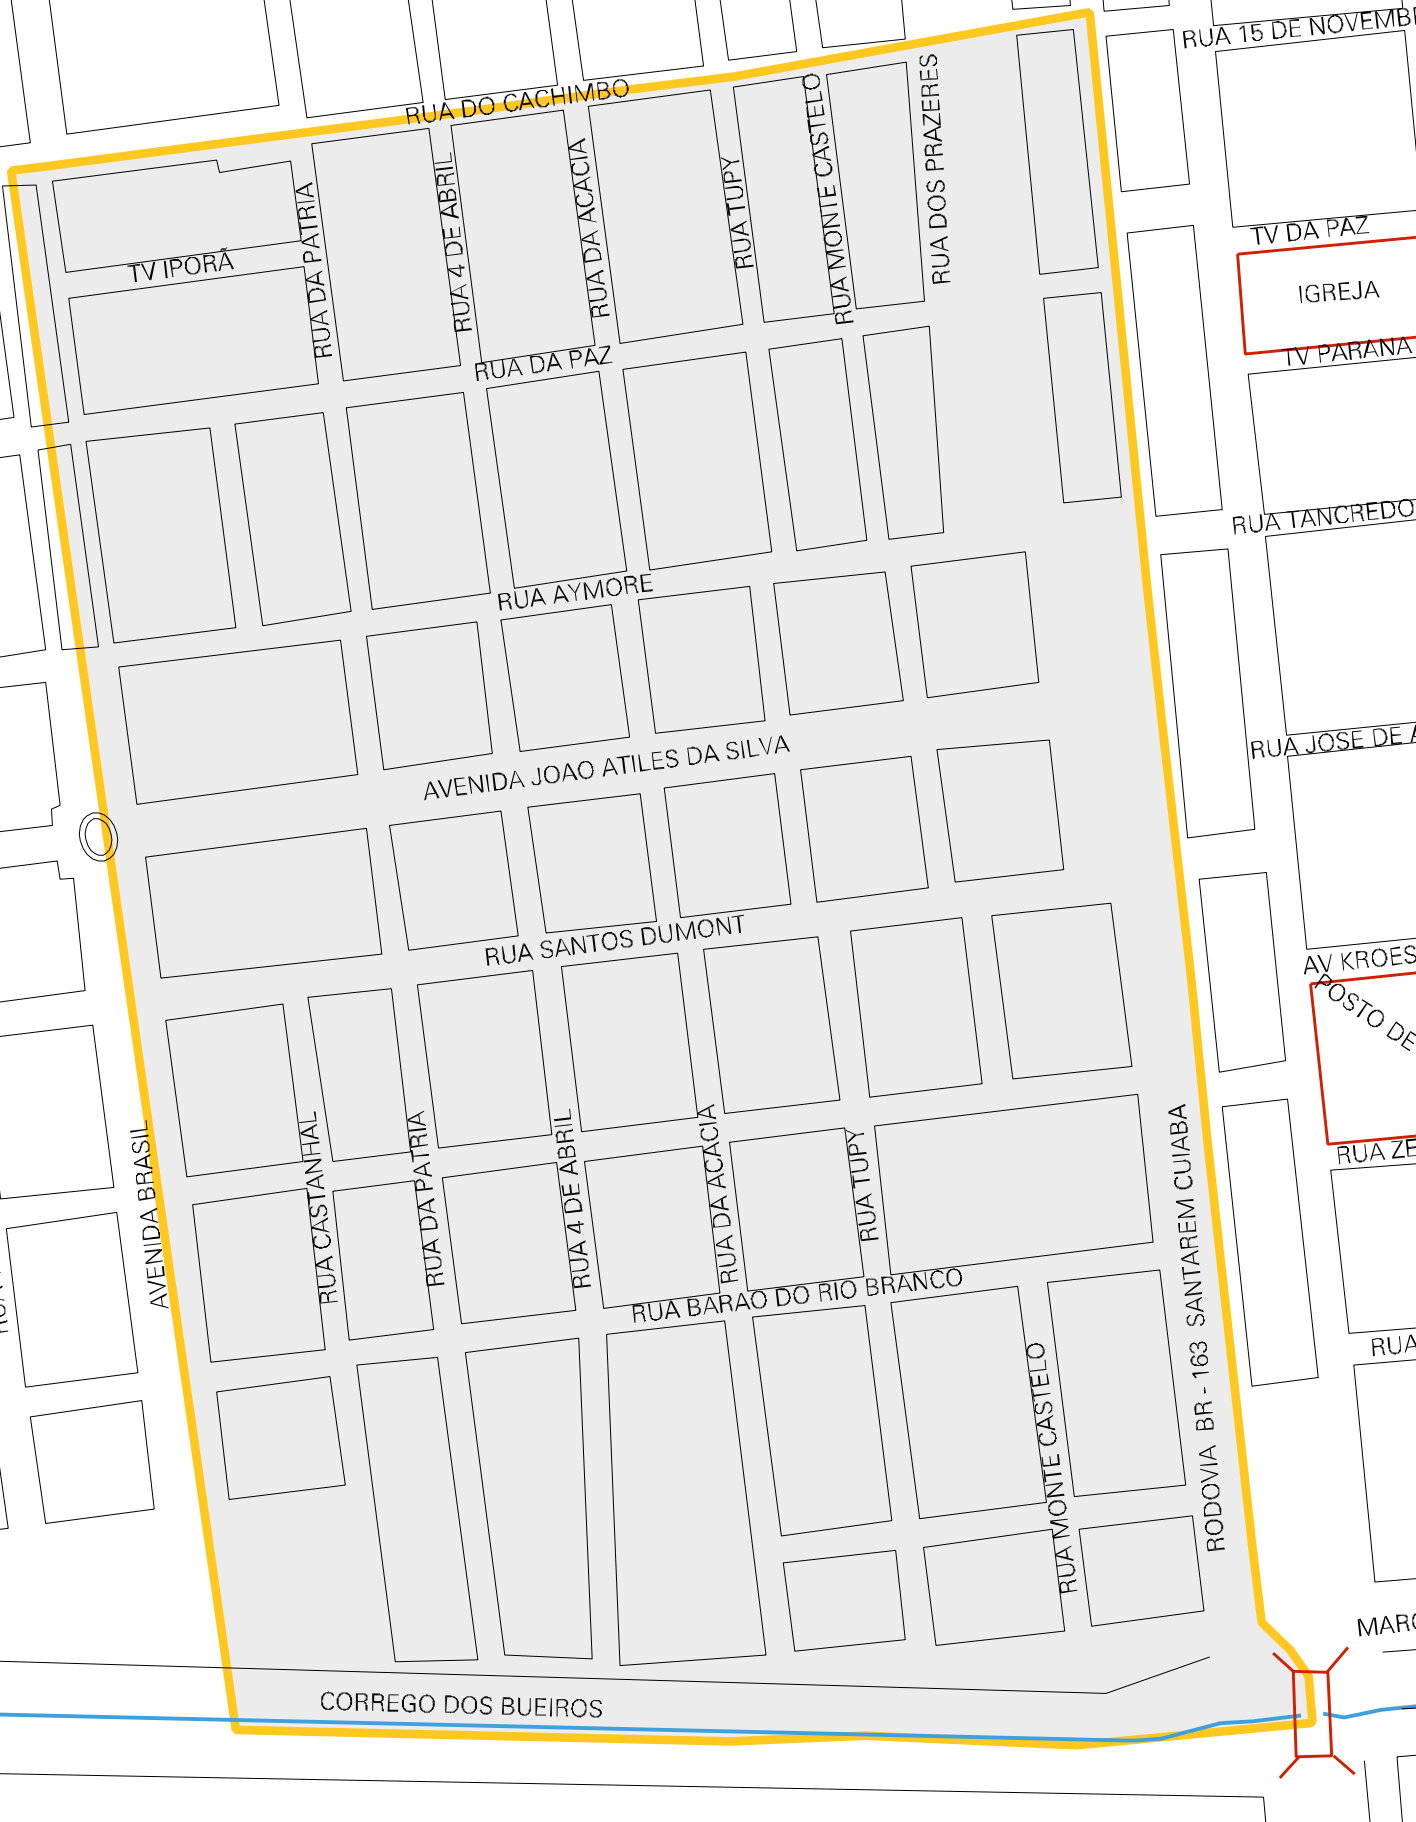 RUA 15 DE NOVEMB
RUA DO CACHIMBO
RUA DA PATRIA
RUA 4 DE ABRIL
RUA DA ACACIA
RUA TUPY
RUA MONTE CASTELO
RUA DOS PRAZERES
TV DA PAZ
TV IPORÃ
IGREJA
TV PARANA
RUA DA PAZ
RUA TANCREDO
RUA AYMORE
RUA JOSE DE A
AVENIDA JOAO ATILES DA SILVA
RUA SANTOS DUMONT
AV KROES
POSTO DE
AVENIDA BRASIL
RUA CASTANHAL
RUA DA PATRIA
RUA 4 DE ABRIL
RUA DA ACACIA
RUA TUPY
RUA ZE
RODOVIA BR - 163 SANTAREM CUIABA
RUA BARAO DO RIO BRANCO
RUA
RUA MONTE CASTELO
MARC
CORREGO DOS BUEIROS